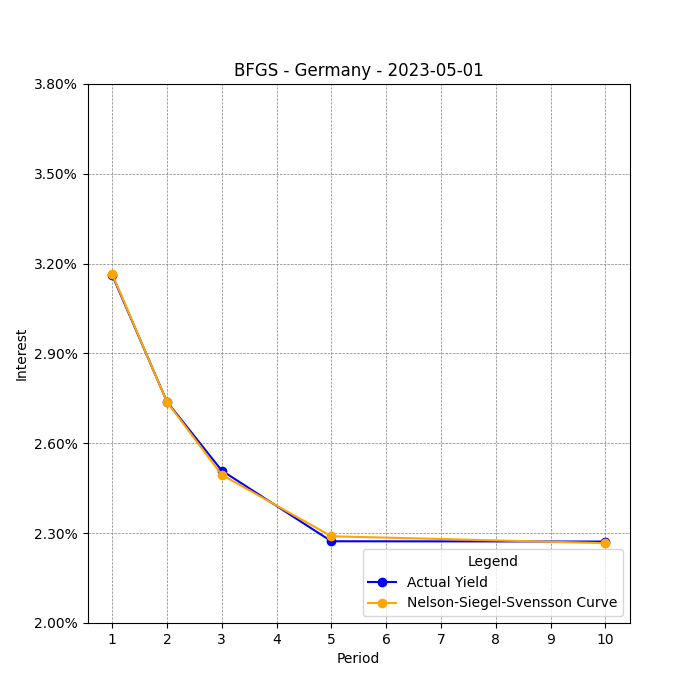 BFGS - Germany - 2023-05-01
3.80%
3.50%
3.20%
2.90%
2.60%
2.30%
2.00%
Interest
Legend
Actual Yield
Nelson-Siegel-Svensson Curve
1 2 3 4 5 6 7 8 9 10
Period